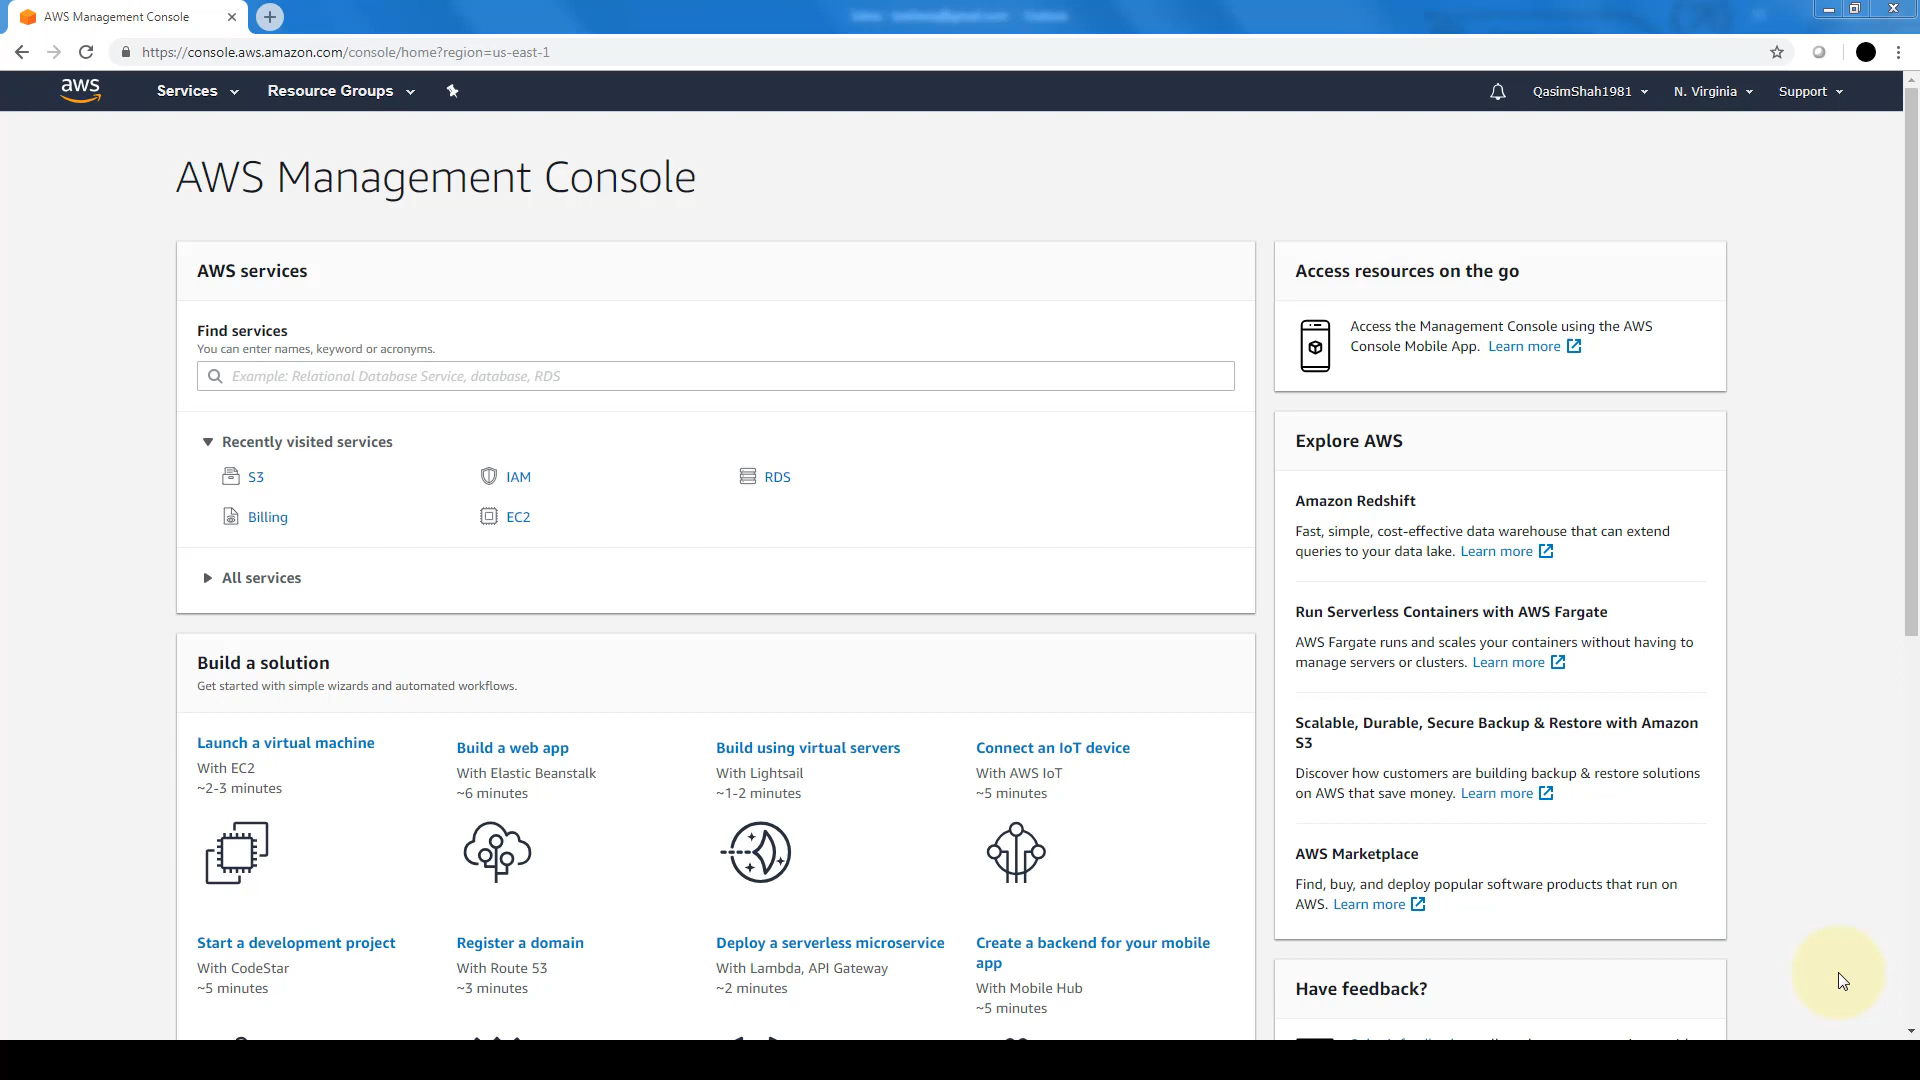 AWS Management Console
https://console.aws.amazon.com/console/home?region=us-east-1
aws
Services
Resource Groups
QasimShah1981
N. Virginia
Support
AWS Management Console
AWS services
Find services
You can enter names, keyword or acronyms.
Example: Relational Database Service, database, RDS
Recently visited services
S3
IAM
RDS
Billing
EC2
All services
Build a solution
Get started with simple wizards and automated workflows.
Launch a virtual machine
With EC2
~2-3 minutes
Build a web app
With Elastic Beanstalk
~6 minutes
Build using virtual servers
With Lightsail
~1-2 minutes
Connect an IoT device
With AWS IoT
~5 minutes
Start a development project
With CodeStar
~5 minutes
Register a domain
With Route 53
~3 minutes
Deploy a serverless microservice
With Lambda, API Gateway
~2 minutes
Create a backend for your mobile
app
With Mobile Hub
~5 minutes
Access resources on the go
Access the Management Console using the AWS
Console Mobile App. Learn more
Explore AWS
Amazon Redshift
Fast, simple, cost-effective data warehouse that can extend
queries to your data lake. Learn more
Run Serverless Containers with AWS Fargate
AWS Fargate runs and scales your containers without having to
manage servers or clusters. Learn more
Scalable, Durable, Secure Backup & Restore with Amazon
S3
Discover how customers are building backup & restore solutions
on AWS that save money. Learn more
AWS Marketplace
Find, buy, and deploy popular software products that run on
AWS. Learn more
Have feedback?